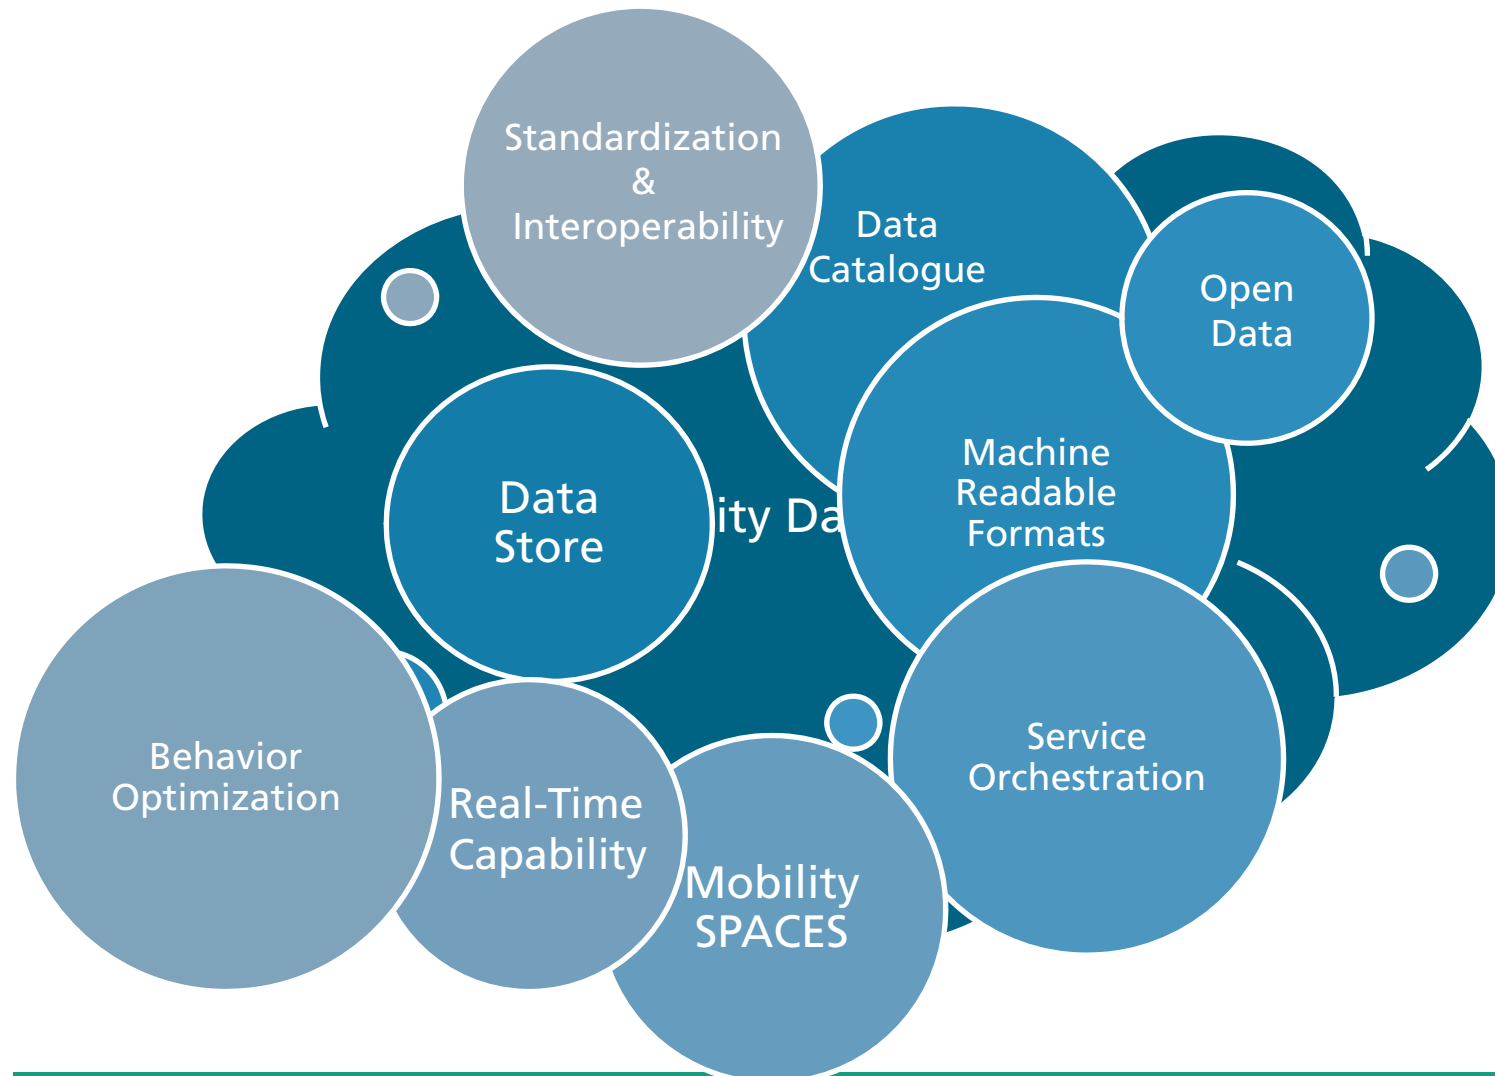 Standardization
&
Interoperability
Data
Catalogue
Open
Data
Machine
Readable
Formats
Data
Store
ity Da
Service
Orchestration
Behavior
Optimization
Real-Time
Capability
Mobility
SPACES